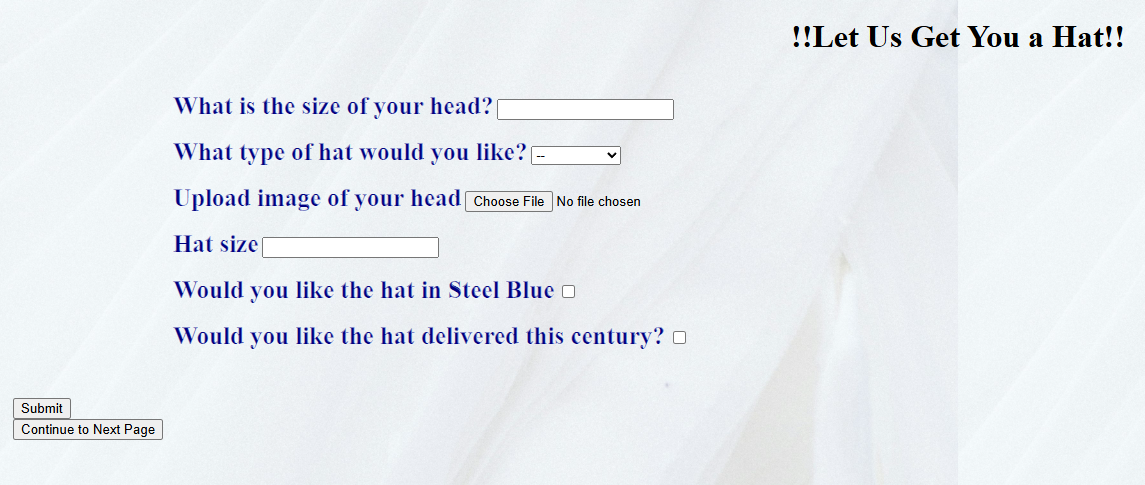 !!Let Us Get You a Hat!!
What is the size of your head?
What type of hat would you like? --
Upload image of your head Choose File No file chosen
Hat size
Would you like the hat in Steel Blue
Would you like the hat delivered this century?
Submit
Continue to Next Page